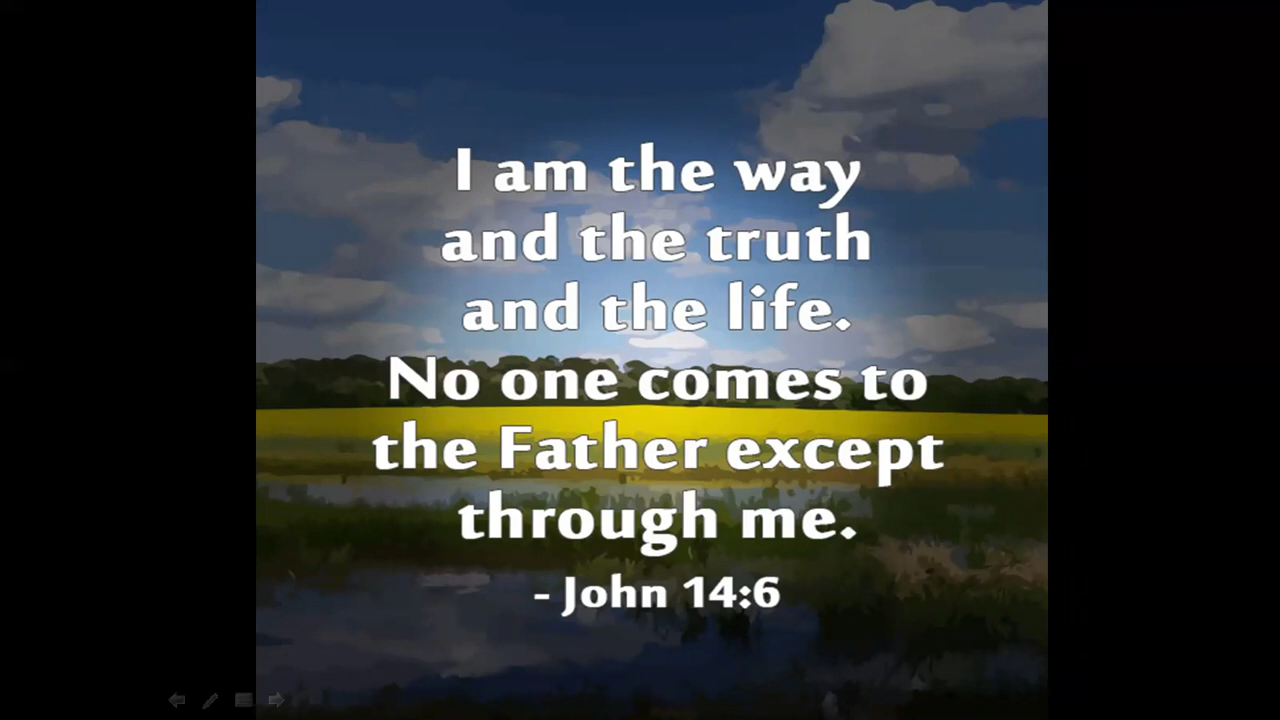 I am the way
and the truth
and the life.
No one comes to
the Father except
through me.
- John 14:6